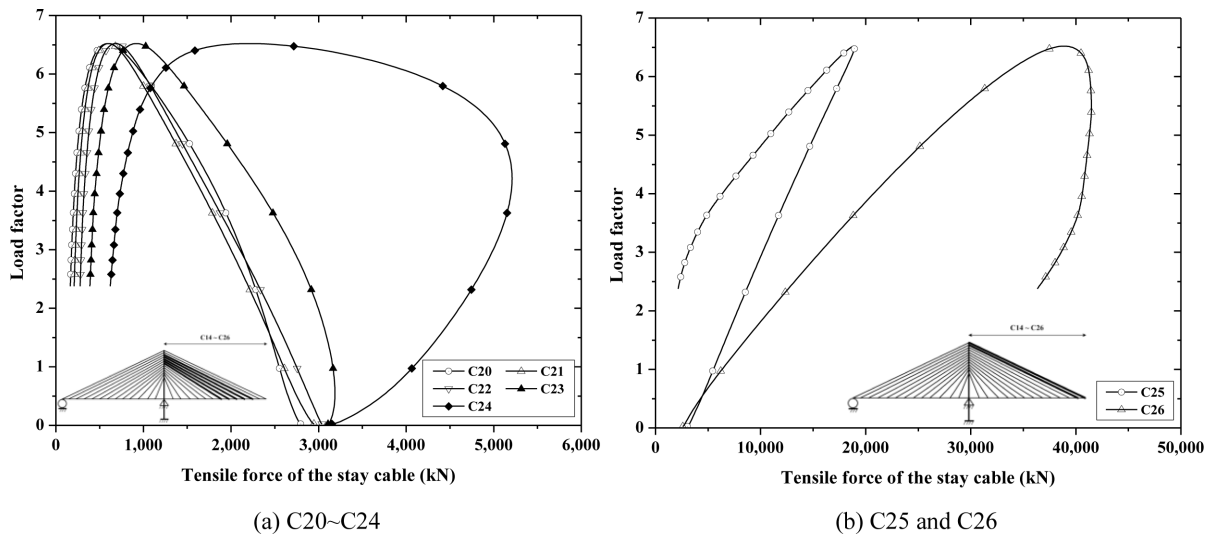 7
6
5
4
3
2
1
0
Load factor
0
1,000
2,000
3,000
4,000
5,000
6,000
Tensile force of the stay cable (kN)
C14 ~ C26
C20
C21
C22
C23
C24
(a) C20~C24
7
6
5
4
3
2
1
0
Load factor
0
10,000
20,000
30,000
40,000
50,000
Tensile force of the stay cable (kN)
C14 ~ C26
C25
C26
(b) C25 and C26